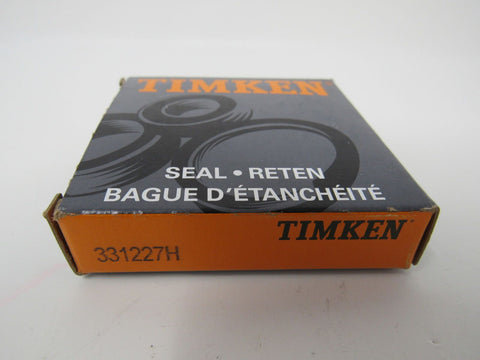 TIMKEN
SEAL • RETEN
BAGUE D'ÉTANCHÉITÉ
TIMKEN
331227H